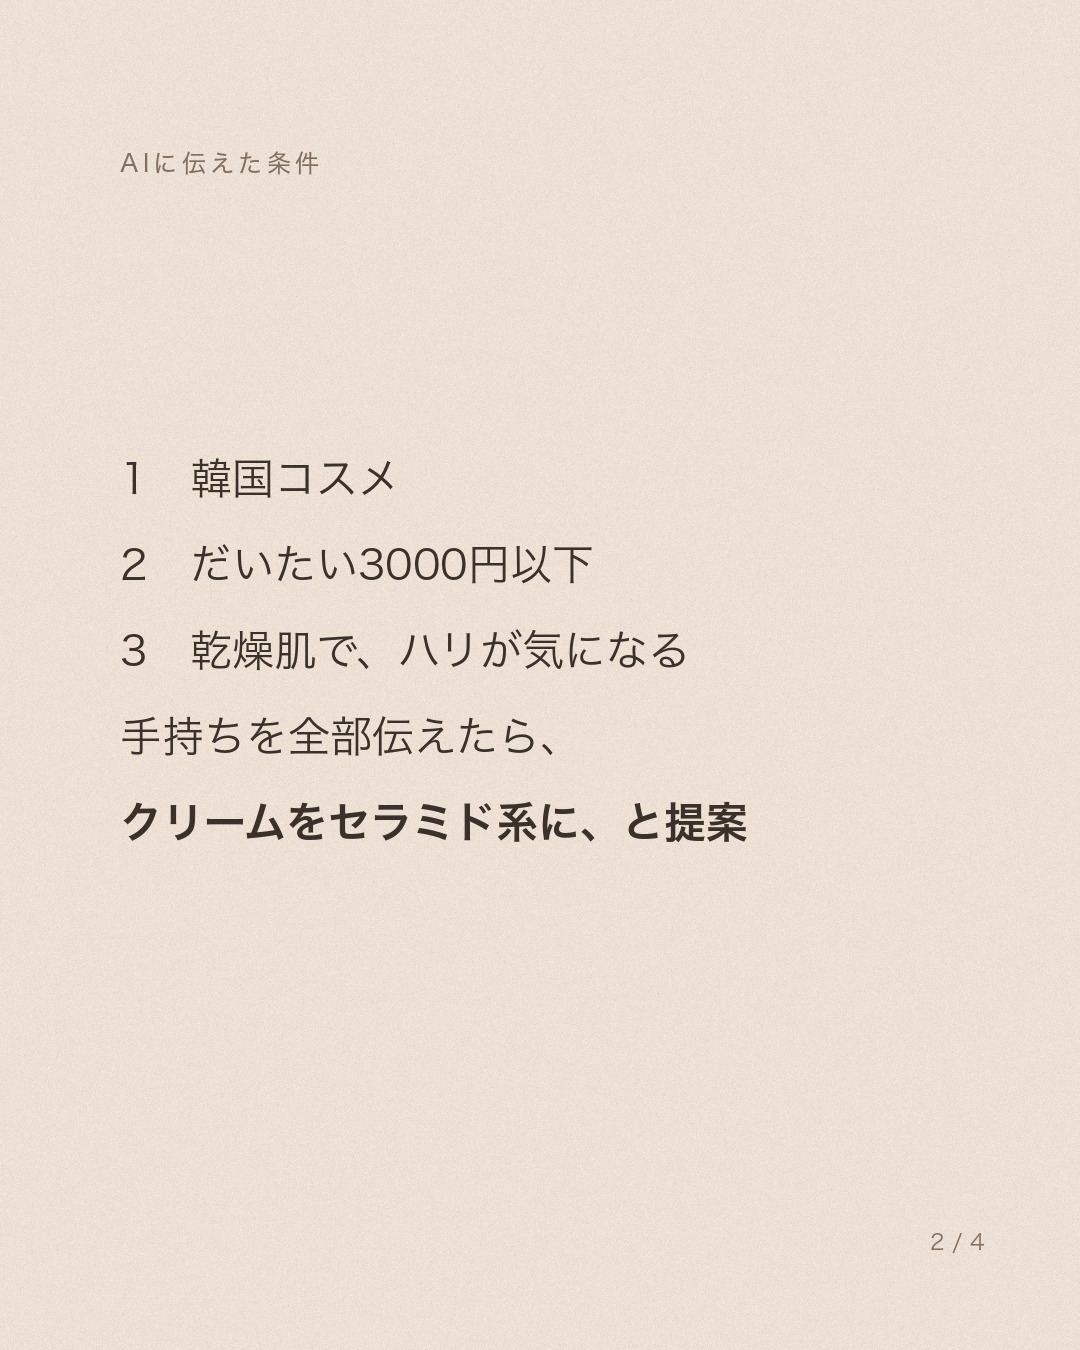 AIに伝えた条件
1　韓国コスメ
2　だいたい3000円以下
3　乾燥肌で、ハリが気になる
手持ちを全部伝えたら、
クリームをセラミド系に、と提案
2 / 4